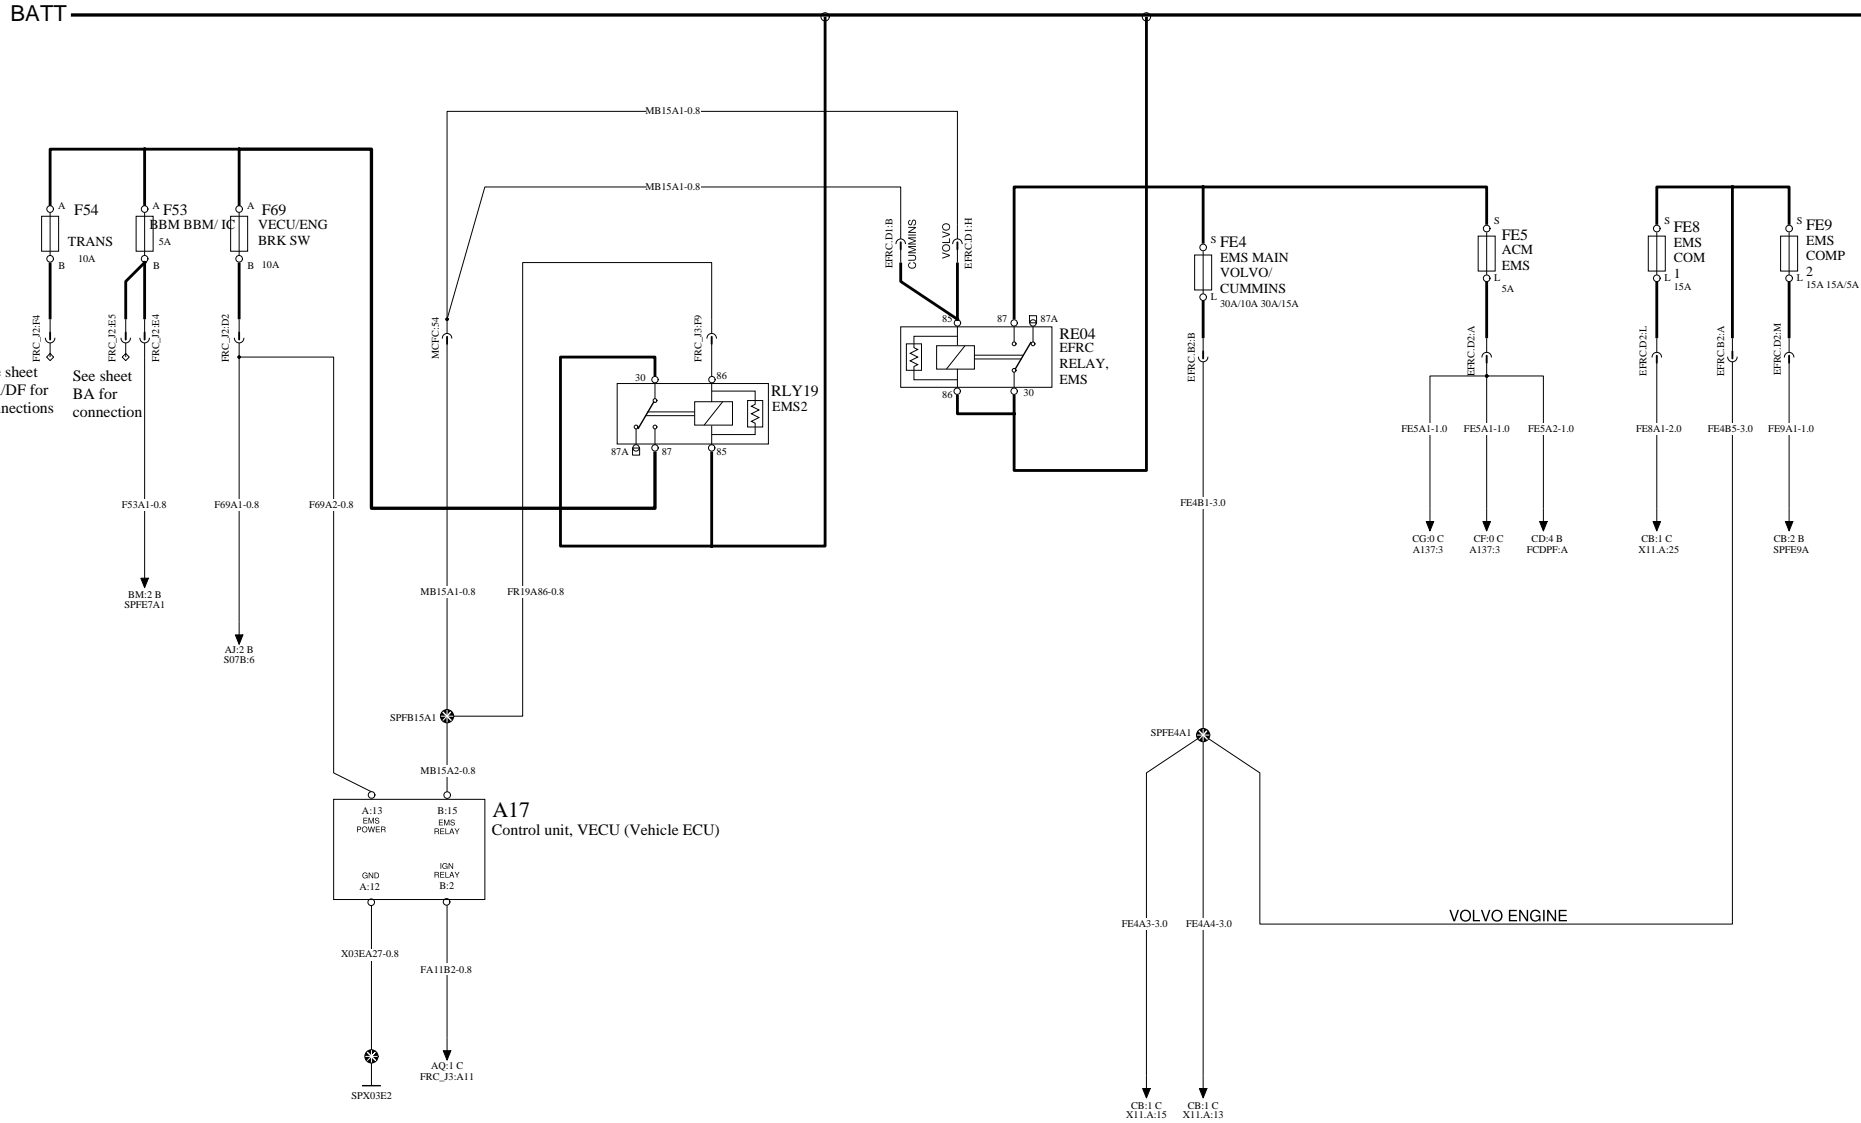 BATT
MB15A1-0.8
MB15A1-0.8
A
F54
TRANS
10A
B
A
F53
BBM BBM/ IC
5A
B
A
F69
VECU/ENG
BRK SW
B
10A
FRC_J2:F4
FRC_J2:E5
FRC_J2:E4
FRC_J2:D2
sheet
/DF for
nections
See sheet
BA for
connection
MCFC:54
FRC_J3:F9
30
86
RLY19
EMS2
87A
87
85
EFRC.D1:B
CUMMINS
VOLVO
EFRC.D1:H
85
87
87A
RE04
EFRC
RELAY,
EMS
86
30
S
FE4
EMS MAIN
VOLVO/
CUMMINS
L
30A/10A 30A/15A
EFRC.B2:B
S
FE5
ACM
EMS
L
5A
EFRC.D2:A
S
FE8
EMS
COM
1
L
15A
EFRC.D2:L
EFRC.B2:A
S
FE9
EMS
COMP
2
L
15A 15A/5A
EFRC.D2:M
FE5A1-1.0
FE5A1-1.0
FE5A2-1.0
FE8A1-2.0
FE4B5-3.0
FE9A1-1.0
F53A1-0.8
F69A1-0.8
F69A2-0.8
FE4B1-3.0
CG:0 C
A137:3
CF:0 C
A137:3
CD:4 B
FCDPF:A
CB:1 C
X11.A:25
CB:2 B
SPFE9A
BM:2 B
SPFE7A1
MB15A1-0.8
FR19A86-0.8
AJ:2 B
S07B:6
SPFB15A1
SPFE4A1
MB15A2-0.8
A:13
EMS
POWER
B:15
EMS
RELAY
A17
Control unit, VECU (Vehicle ECU)
GND
A:12
IGN
RELAY
B:2
VOLVO ENGINE
FE4A3-3.0
FE4A4-3.0
X03EA27-0.8
FA11B2-0.8
AQ:1 C
FRC_J3:A11
SPX03E2
CB:1 C
X11.A:15
CB:1 C
X11.A:13